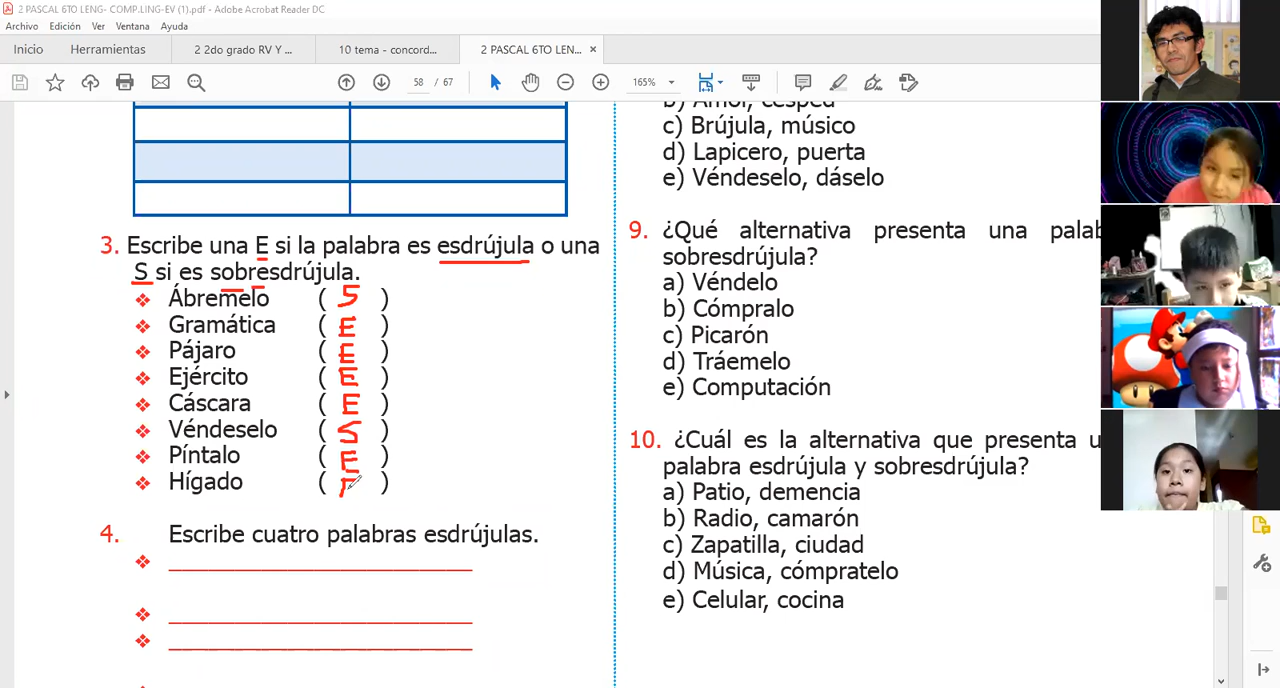 2 PASCAL 6TO LENG- COMP.LING-EV (1).pdf - Adobe Acrobat Reader DC
Archivo Edición Ver Ventana Ayuda
Inicio Herramientas 2 2do grado RV Y ... 10 tema - concord... 2 PASCAL 6TO LEN... ×
58 / 67 165%
3. Escribe una E si la palabra es esdrújula o una
S si es sobresdrújula.
Ábremelo ( S )
Gramática ( E )
Pájaro ( E )
Ejército ( E )
Cáscara ( E )
Véndeselo ( S )
Píntalo ( E )
Hígado ( )
4. Escribe cuatro palabras esdrújulas.
b) Amor, césped
c) Brújula, músico
d) Lapicero, puerta
e) Véndeselo, dáselo
9. ¿Qué alternativa presenta una
sobresdrújula?
a) Véndelo
b) Cómpralo
c) Picarón
d) Tráemelo
e) Computación
10. ¿Cuál es la alternativa que presenta
palabra esdrújula y sobresdrújula?
a) Patio, demencia
b) Radio, camarón
c) Zapatilla, ciudad
d) Música, cómpratelo
e) Celular, cocina